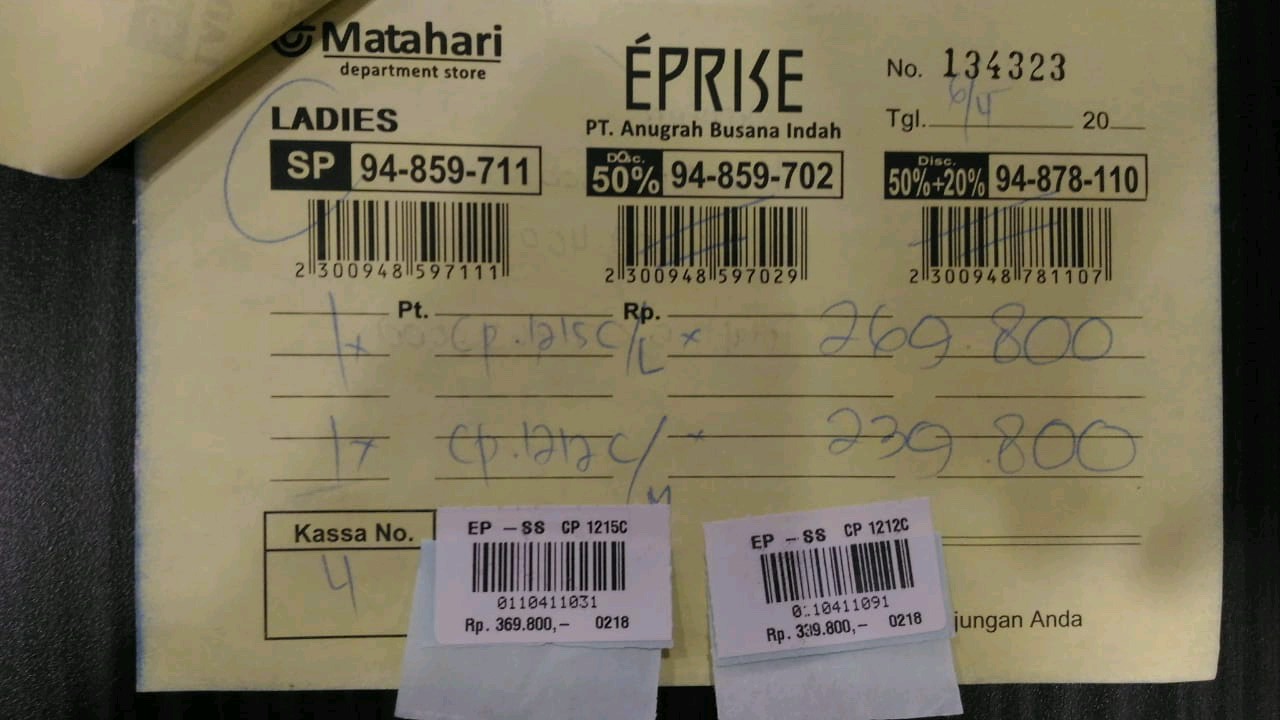 Matahari
department store
ÉPRISE
PT. Anugrah Busana Indah
No. 134323
Tgl. 6/4 20
LADIES
SP 94-859-711
Disc. 50% 94-859-702
Disc. 50%+20% 94-878-110
2 300948 597111
2 300948 597029
2 300948 781107
Pt. Rp.
1x Cp.1215C/L x 269.800
1x Cp.1212C/M x 239.800
Kassa No.
4
EP - SS CP 1215C
0110411031
Rp. 369.800,- 0218
EP - SS CP 1212C
10411091
Rp. 339.800,- 0218
jungan Anda